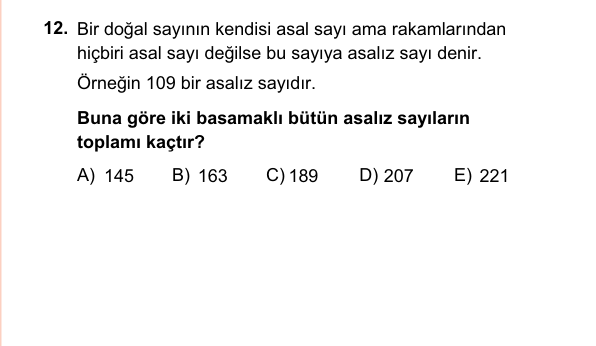 12. Bir doğal sayının kendisi asal sayı ama rakamlarından
hiçbiri asal sayı değilse bu sayıya asalız sayı denir.
Örneğin 109 bir asalız sayıdır.
Buna göre iki basamaklı bütün asalız sayıların
toplamı kaçtır?
A) 145 B) 163 C) 189 D) 207 E) 221